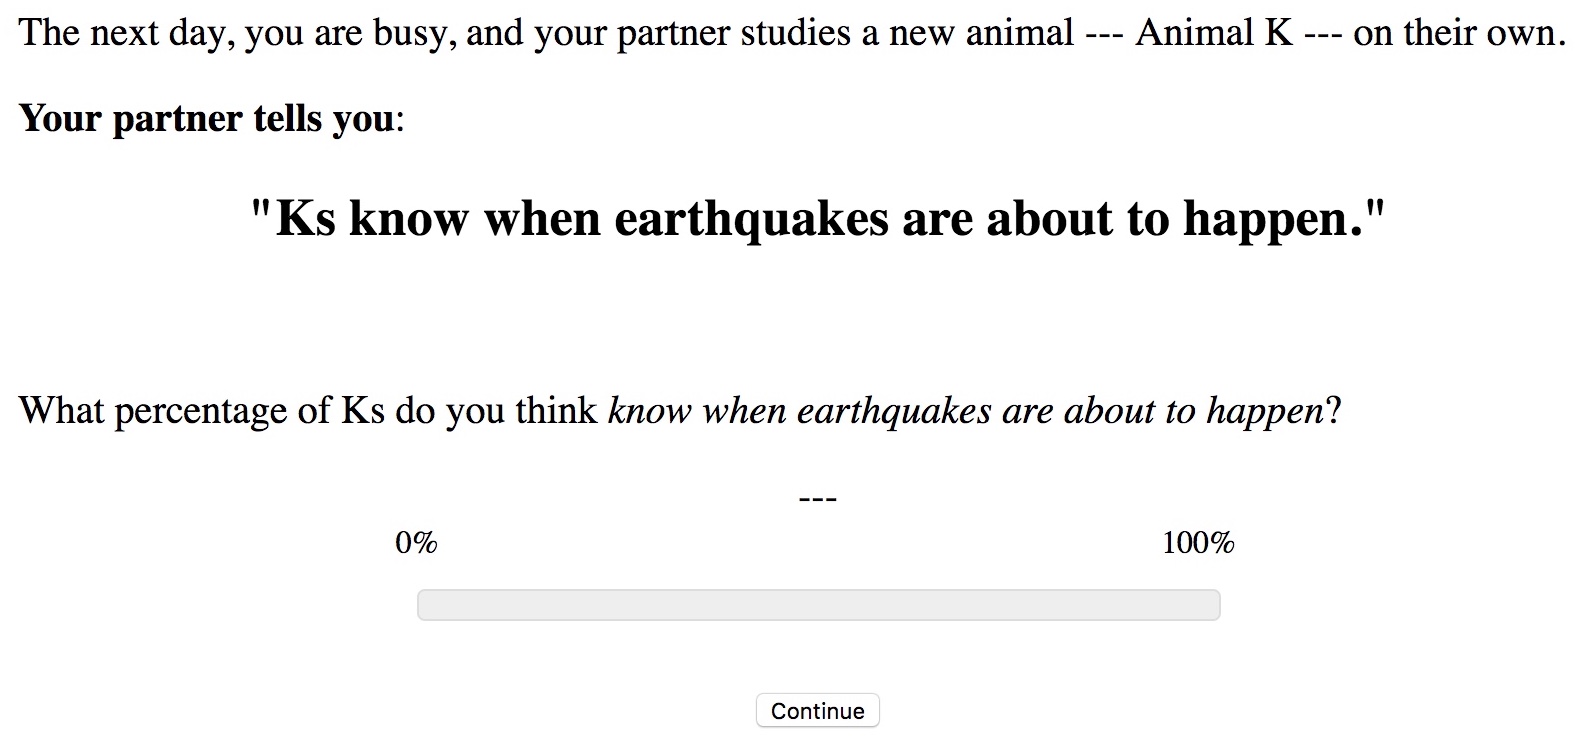 The next day, you are busy, and your partner studies a new animal --- Animal K --- on their own.
Your partner tells you:
"Ks know when earthquakes are about to happen."
What percentage of Ks do you think know when earthquakes are about to happen?
---
0% 100%
Continue